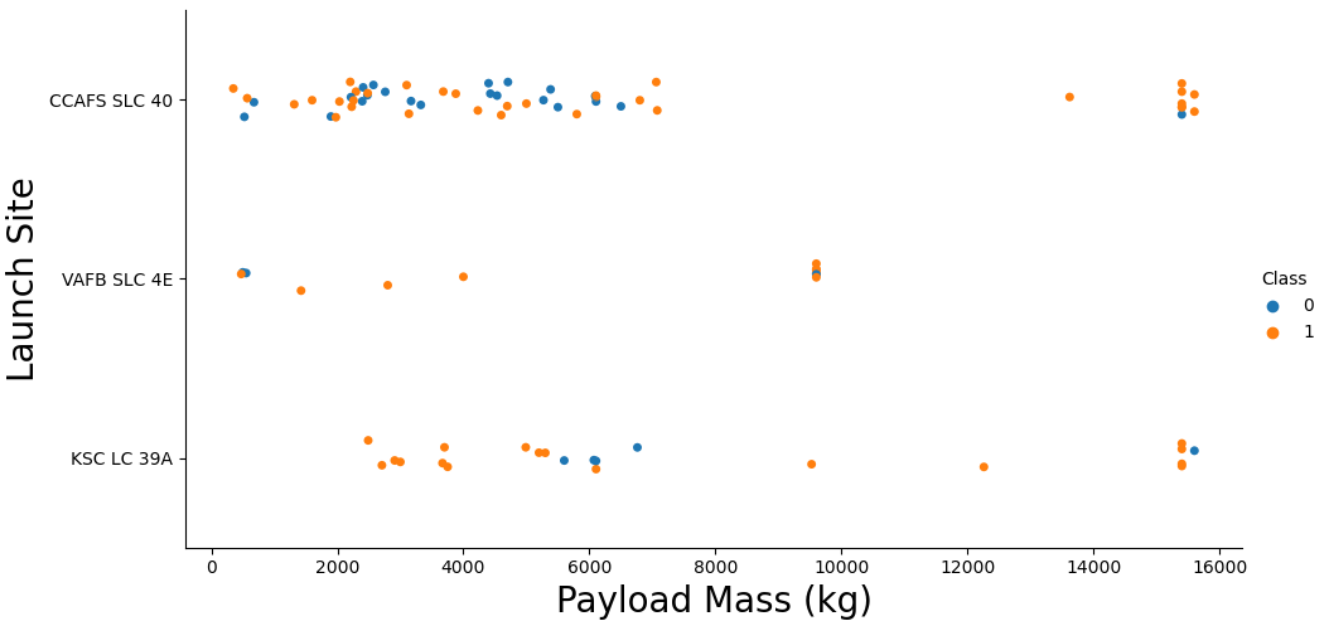 Launch Site
CCAFS SLC 40
VAFB SLC 4E
KSC LC 39A
0 2000 4000 6000 8000 10000 12000 14000 16000
Payload Mass (kg)
Class
0
1